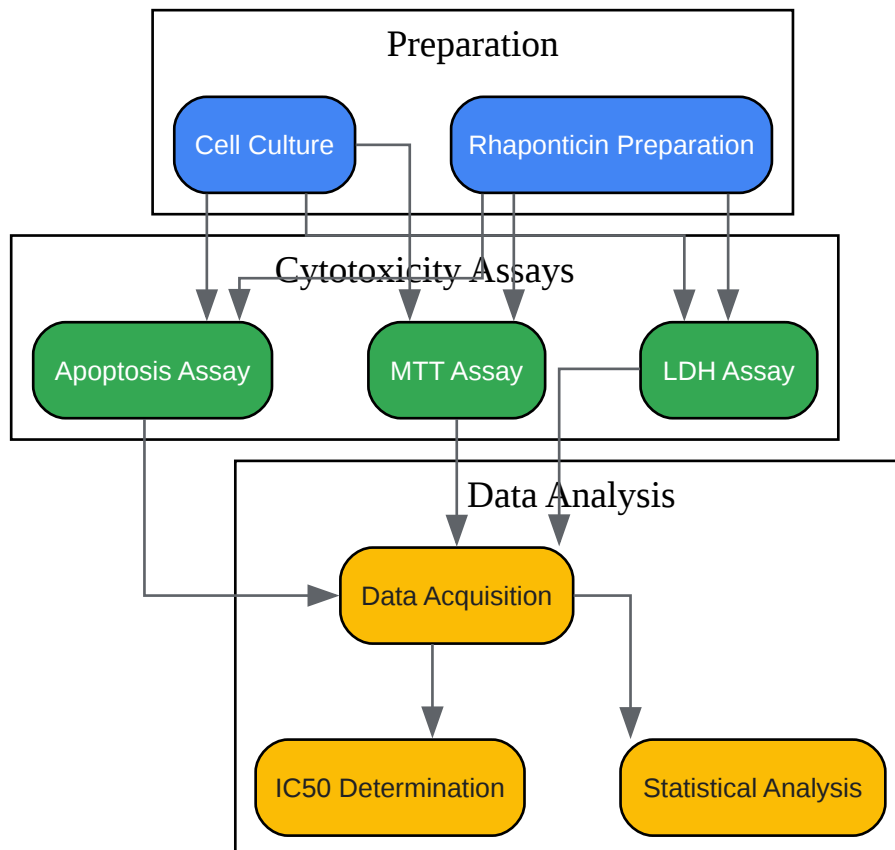 Preparation
Cell Culture
Rhaponticin Preparation
Cytotoxicity Assays
Apoptosis Assay
MTT Assay
LDH Assay
Data Analysis
Data Acquisition
IC50 Determination
Statistical Analysis